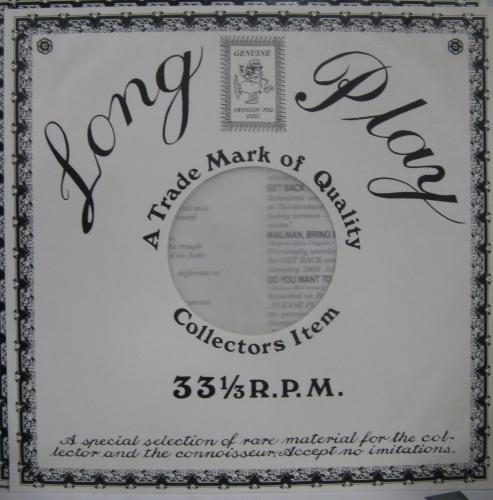 Long Play
GENUINE
SWINGIN' PIG
DISC
A Trade Mark of Quality
GET BACK
MAILMAN, BRING
DO YOU WANT TO
Collectors Item
33⅓ R.P.M.
A special selection of rare material for the col-
lector and the connoisseur. Accept no imitations.